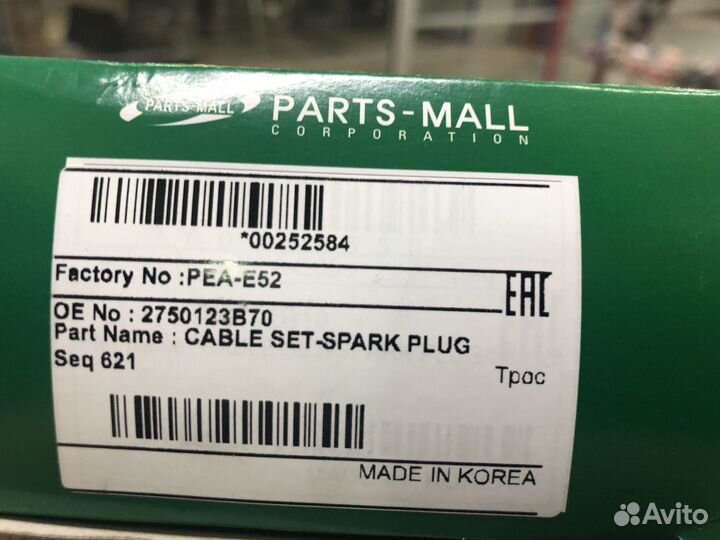 PARTS-MALL
PARTS-MALL
CORPORATION
*00252584
Factory No :PEA-E52
EAC
OE No : 2750123B70
Part Name : CABLE SET-SPARK PLUG
Seq 621
Трос
MADE IN KOREA
Avito